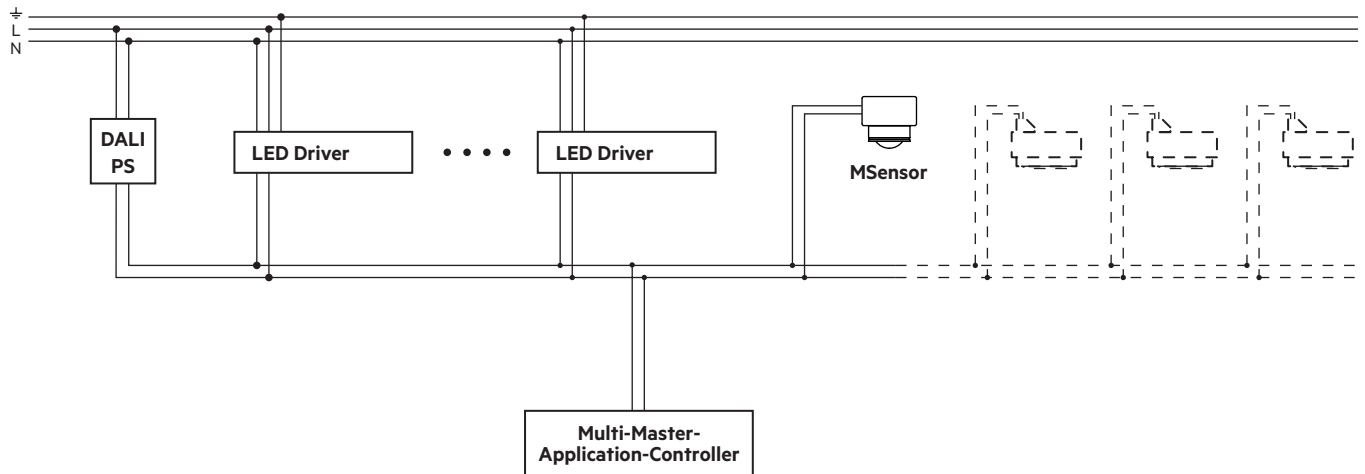 L
N
DALI
PS
LED Driver
LED Driver
MSensor
Multi-Master-
Application-Controller